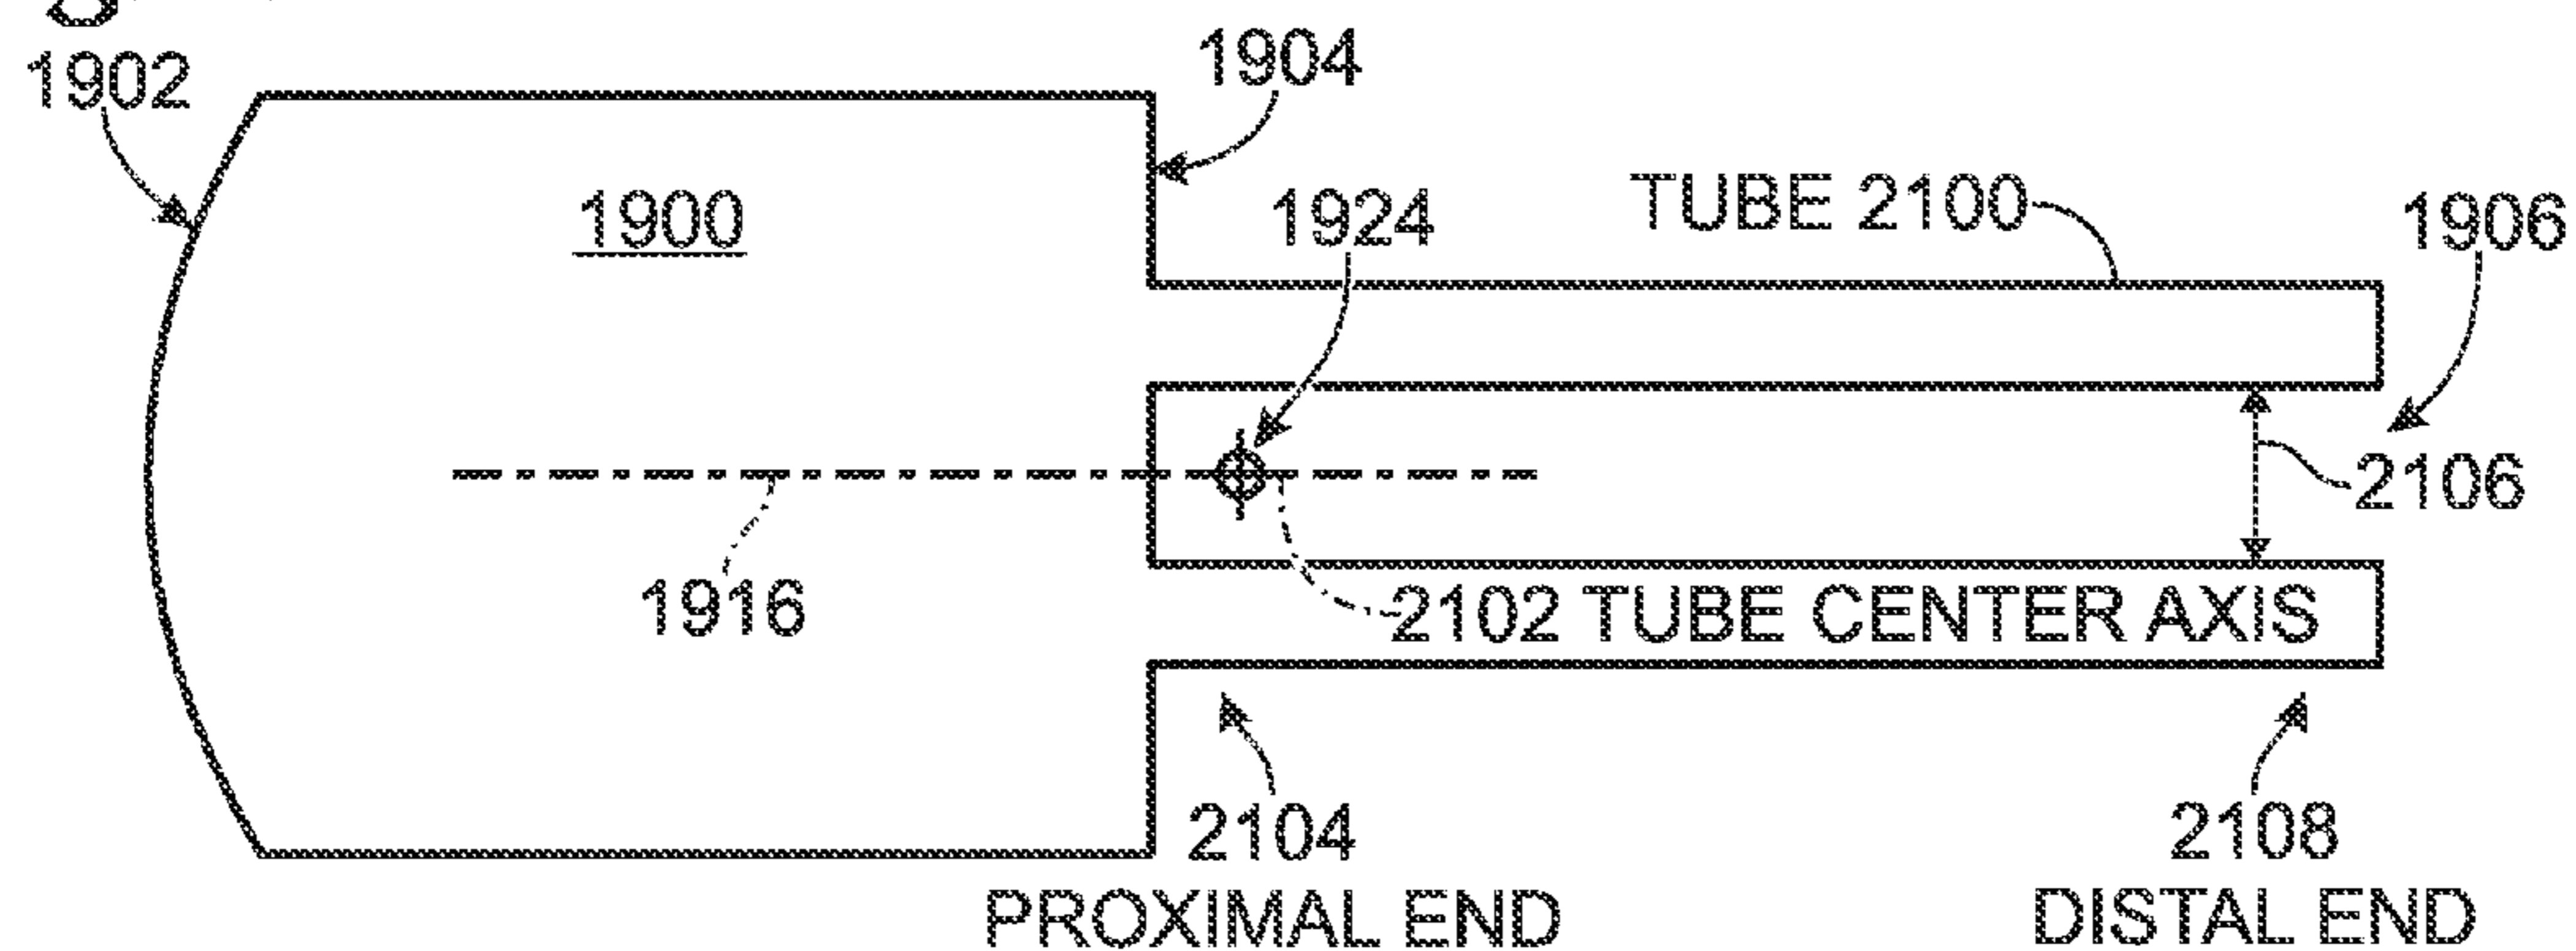 1902
1904
1900
1924
TUBE 2100
1906
2106
1916
2102 TUBE CENTER AXIS
2104
PROXIMAL END
2108
DISTAL END